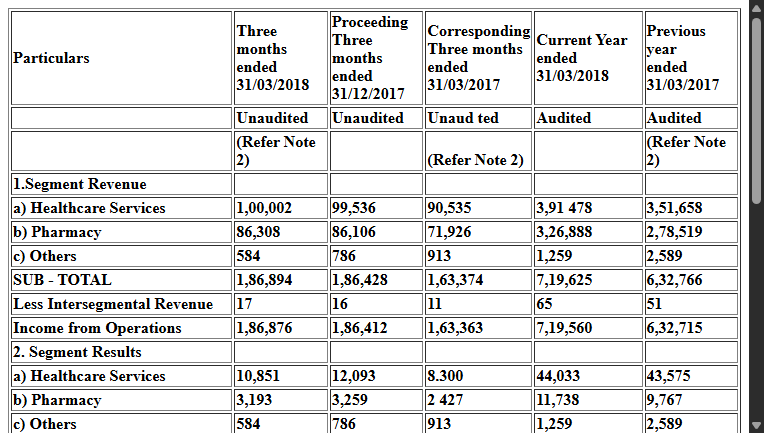 Particulars Three months ended 31/03/2018 Proceeding Three months ended 31/12/2017 Corresponding Three months ended 31/03/2017 Current Year ended 31/03/2018 Previous year ended 31/03/2017
Unaudited Unaudited Unaud ted Audited Audited
(Refer Note 2) (Refer Note 2) (Refer Note 2)
1.Segment Revenue
a) Healthcare Services 1,00,002 99,536 90,535 3,91 478 3,51,658
b) Pharmacy 86,308 86,106 71,926 3,26,888 2,78,519
c) Others 584 786 913 1,259 2,589
SUB - TOTAL 1,86,894 1,86,428 1,63,374 7,19,625 6,32,766
Less Intersegmental Revenue 17 16 11 65 51
Income from Operations 1,86,876 1,86,412 1,63,363 7,19,560 6,32,715
2. Segment Results
a) Healthcare Services 10,851 12,093 8.300 44,033 43,575
b) Pharmacy 3,193 3,259 2 427 11,738 9,767
c) Others 584 786 913 1,259 2,589